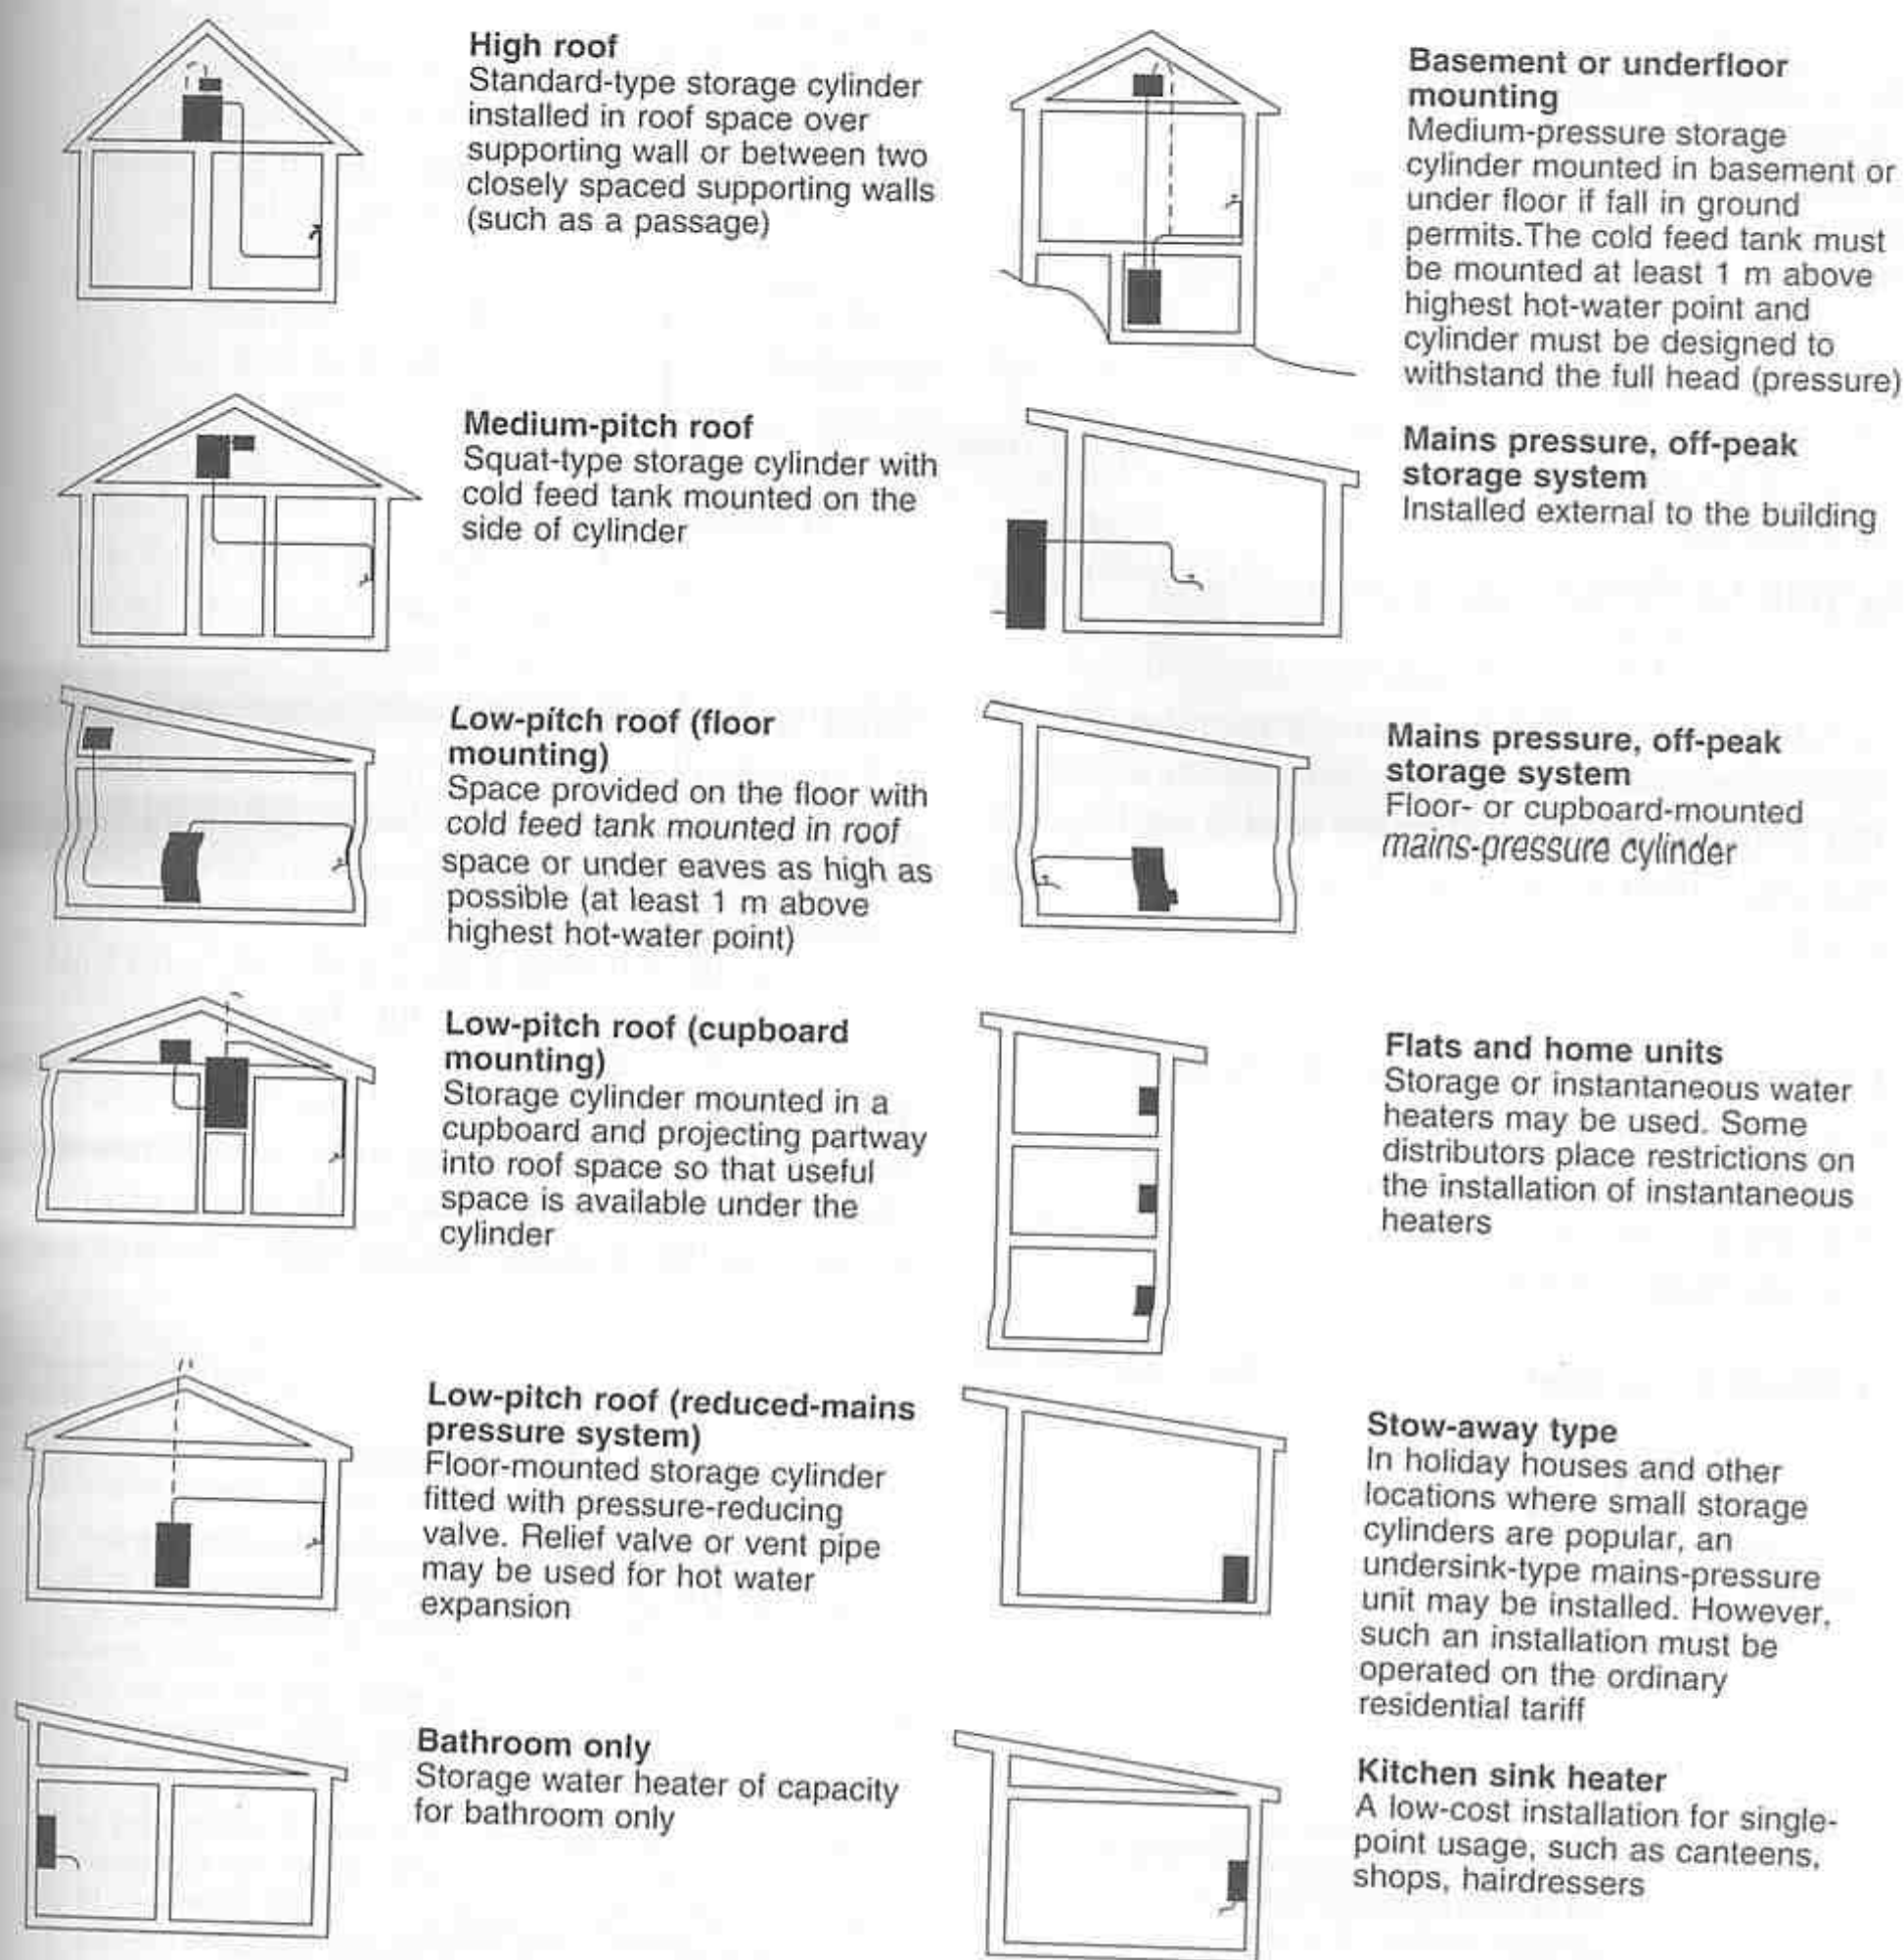 High roof
Standard-type storage cylinder
installed in roof space over
supporting wall or between two
closely spaced supporting walls
(such as a passage)
Medium-pitch roof
Squat-type storage cylinder with
cold feed tank mounted on the
side of cylinder
Low-pitch roof (floor
mounting)
Space provided on the floor with
cold feed tank mounted in roof
space or under eaves as high as
possible (at least 1 m above
highest hot-water point)
Low-pitch roof (cupboard
mounting)
Storage cylinder mounted in a
cupboard and projecting partway
into roof space so that useful
space is available under the
cylinder
Low-pitch roof (reduced-mains
pressure system)
Floor-mounted storage cylinder
fitted with pressure-reducing
valve. Relief valve or vent pipe
may be used for hot water
expansion
Bathroom only
Storage water heater of capacity
for bathroom only
Basement or underfloor
mounting
Medium-pressure storage
cylinder mounted in basement or
under floor if fall in ground
permits.The cold feed tank must
be mounted at least 1 m above
highest hot-water point and
cylinder must be designed to
withstand the full head (pressure)
Mains pressure, off-peak
storage system
Installed external to the building
Mains pressure, off-peak
storage system
Floor- or cupboard-mounted
mains-pressure cylinder
Flats and home units
Storage or instantaneous water
heaters may be used. Some
distributors place restrictions on
the installation of instantaneous
heaters
Stow-away type
In holiday houses and other
locations where small storage
cylinders are popular, an
undersink-type mains-pressure
unit may be installed. However,
such an installation must be
operated on the ordinary
residential tariff
Kitchen sink heater
A low-cost installation for single-
point usage, such as canteens,
shops, hairdressers